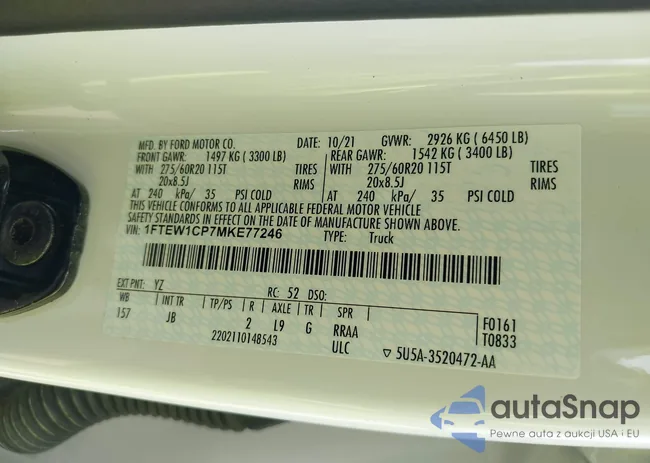 MFD. BY FORD MOTOR CO.
DATE: 10/21 GVWR: 2926 KG ( 6450 LB)
FRONT GAWR: 1497 KG ( 3300 LB) REAR GAWR: 1542 KG ( 3400 LB)
WITH 275/60R20 115T TIRES WITH 275/60R20 115T TIRES
20x8.5J RIMS 20x8.5J RIMS
AT 240 kPa/ 35 PSI COLD AT 240 kPa/ 35 PSI COLD
THIS VEHICLE CONFORMS TO ALL APPLICABLE FEDERAL MOTOR VEHICLE
SAFETY STANDARDS IN EFFECT ON THE DATE OF MANUFACTURE SHOWN ABOVE.
VIN: 1FTEW1CP7MKE77246 TYPE: Truck
EXT PNT: YZ RC: 52 DSO:
WB INT TR TP/PS R AXLE TR SPR
157 JB 2 L9 G RRAA
2202110148543 ULC
F0161
T0833
5U5A-3520472-AA
autaSnap
Pewne auta z aukcji USA i EU